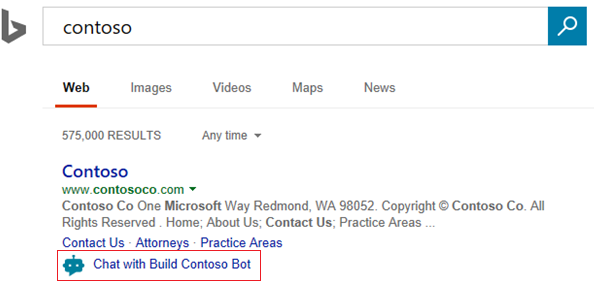 contoso
Web Images Videos Maps News
575,000 RESULTS Any time
Contoso
www.contosoco.com
Contoso Co One Microsoft Way Redmond, WA 98052. Copyright © Contoso Co. All
Rights Reserved . Home; About Us; Contact Us; Practice Areas ...
Contact Us · Attorneys · Practice Areas
Chat with Build Contoso Bot